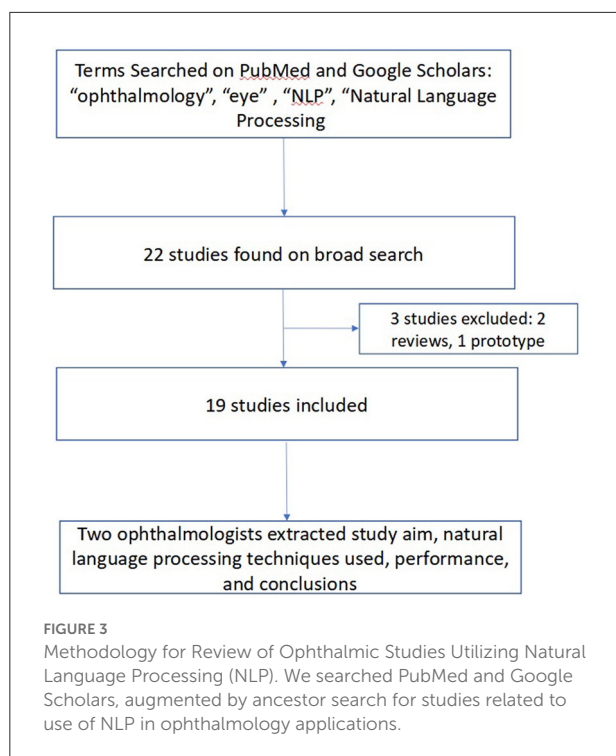 Terms Searched on PubMed and Google Scholars:
“ophthalmology”, “eye” , “NLP”, “Natural Language
Processing
22 studies found on broad search
3 studies excluded: 2
reviews, 1 prototype
19 studies included
Two ophthalmologists extracted study aim, natural
language processing techniques used, performance,
and conclusions
FIGURE 3
Methodology for Review of Ophthalmic Studies Utilizing Natural
Language Processing (NLP). We searched PubMed and Google
Scholars, augmented by ancestor search for studies related to
use of NLP in ophthalmology applications.